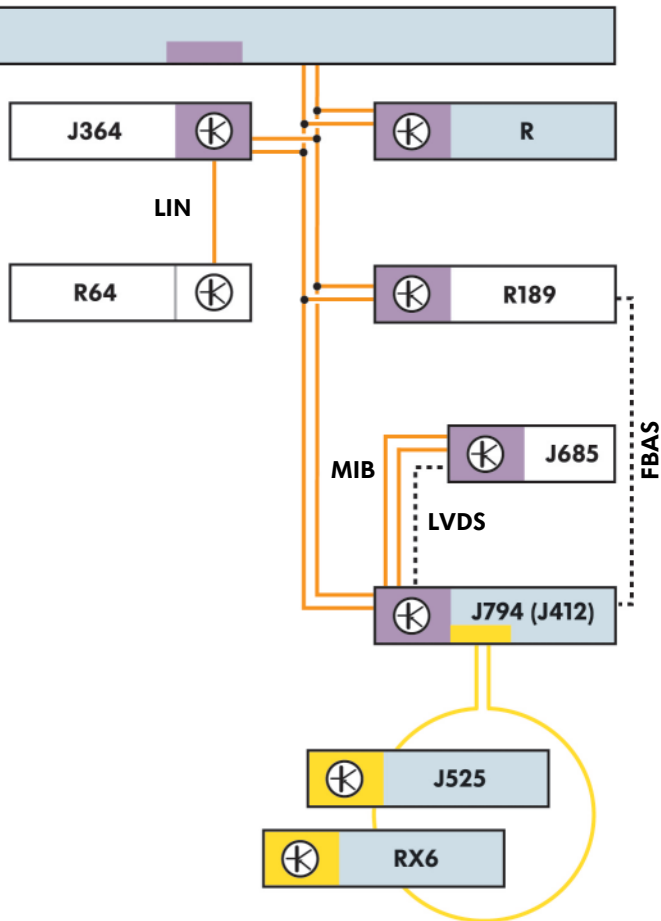 J364
R
LIN
R64
R189
FBAS
J685
MIB
LVDS
J794 (J412)
J525
RX6